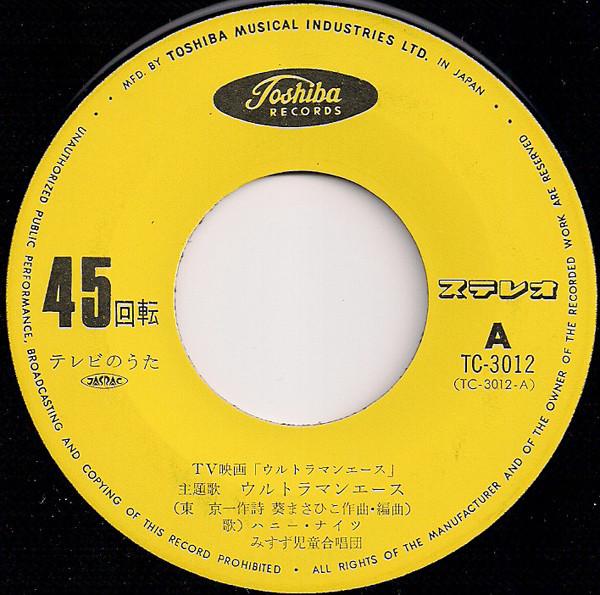 • MFD. BY TOSHIBA MUSICAL INDUSTRIES LTD. IN JAPAN •
Toshiba
RECORDS
45回転
テレビのうた
JASRAC
ステレオ
A
TC-3012
(TC-3012-A)
TV映画「ウルトラマンエース」
主題歌 ウルトラマンエース
(東 京一作詩 葵まさひこ作曲・編曲)
歌) ハニー・ナイツ
みすず児童合唱団
UNAUTHORIZED PUBLIC PERFORMANCE, BROADCASTING AND COPYING OF THIS RECORD PROHIBITED • ALL RIGHTS OF THE MANUFACTURER AND OF THE OWNER OF THE RECORDED WORK ARE RESERVED